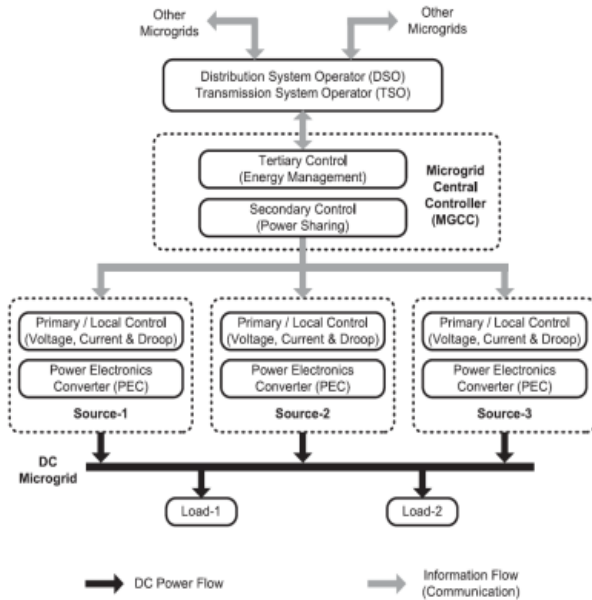 Other
Microgrids
Other
Microgrids
Distribution System Operator (DSO)
Transmission System Operator (TSO)
Tertiary Control
(Energy Management)
Microgrid
Central
Controller
(MGCC)
Secondary Control
(Power Sharing)
Primary / Local Control
(Voltage, Current & Droop)
Power Electronics
Converter (PEC)
Source-1
Primary / Local Control
(Voltage, Current & Droop)
Power Electronics
Converter (PEC)
Source-2
Primary / Local Control
(Voltage, Current & Droop)
Power Electronics
Converter (PEC)
Source-3
DC
Microgrid
Load-1
Load-2
DC Power Flow
Information Flow
(Communication)